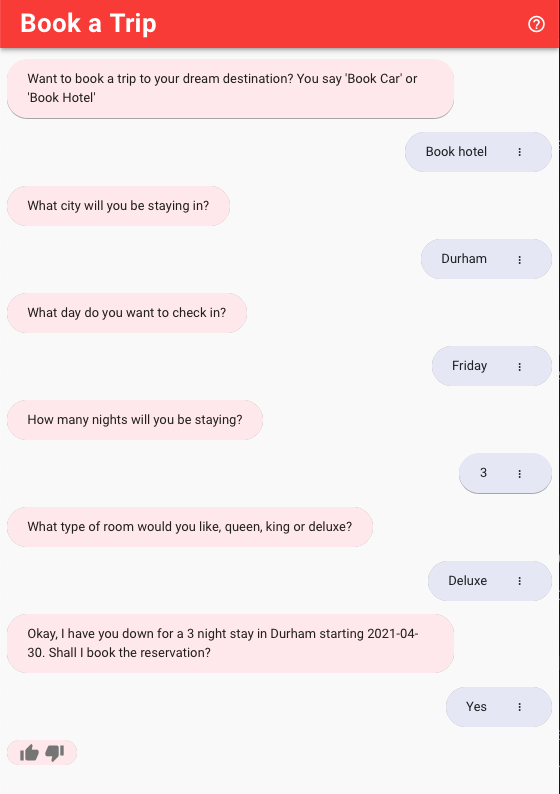 Book a Trip
Want to book a trip to your dream destination? You say 'Book Car' or
'Book Hotel'
Book hotel
What city will you be staying in?
Durham
What day do you want to check in?
Friday
How many nights will you be staying?
3
What type of room would you like, queen, king or deluxe?
Deluxe
Okay, I have you down for a 3 night stay in Durham starting 2021-04-
30. Shall I book the reservation?
Yes